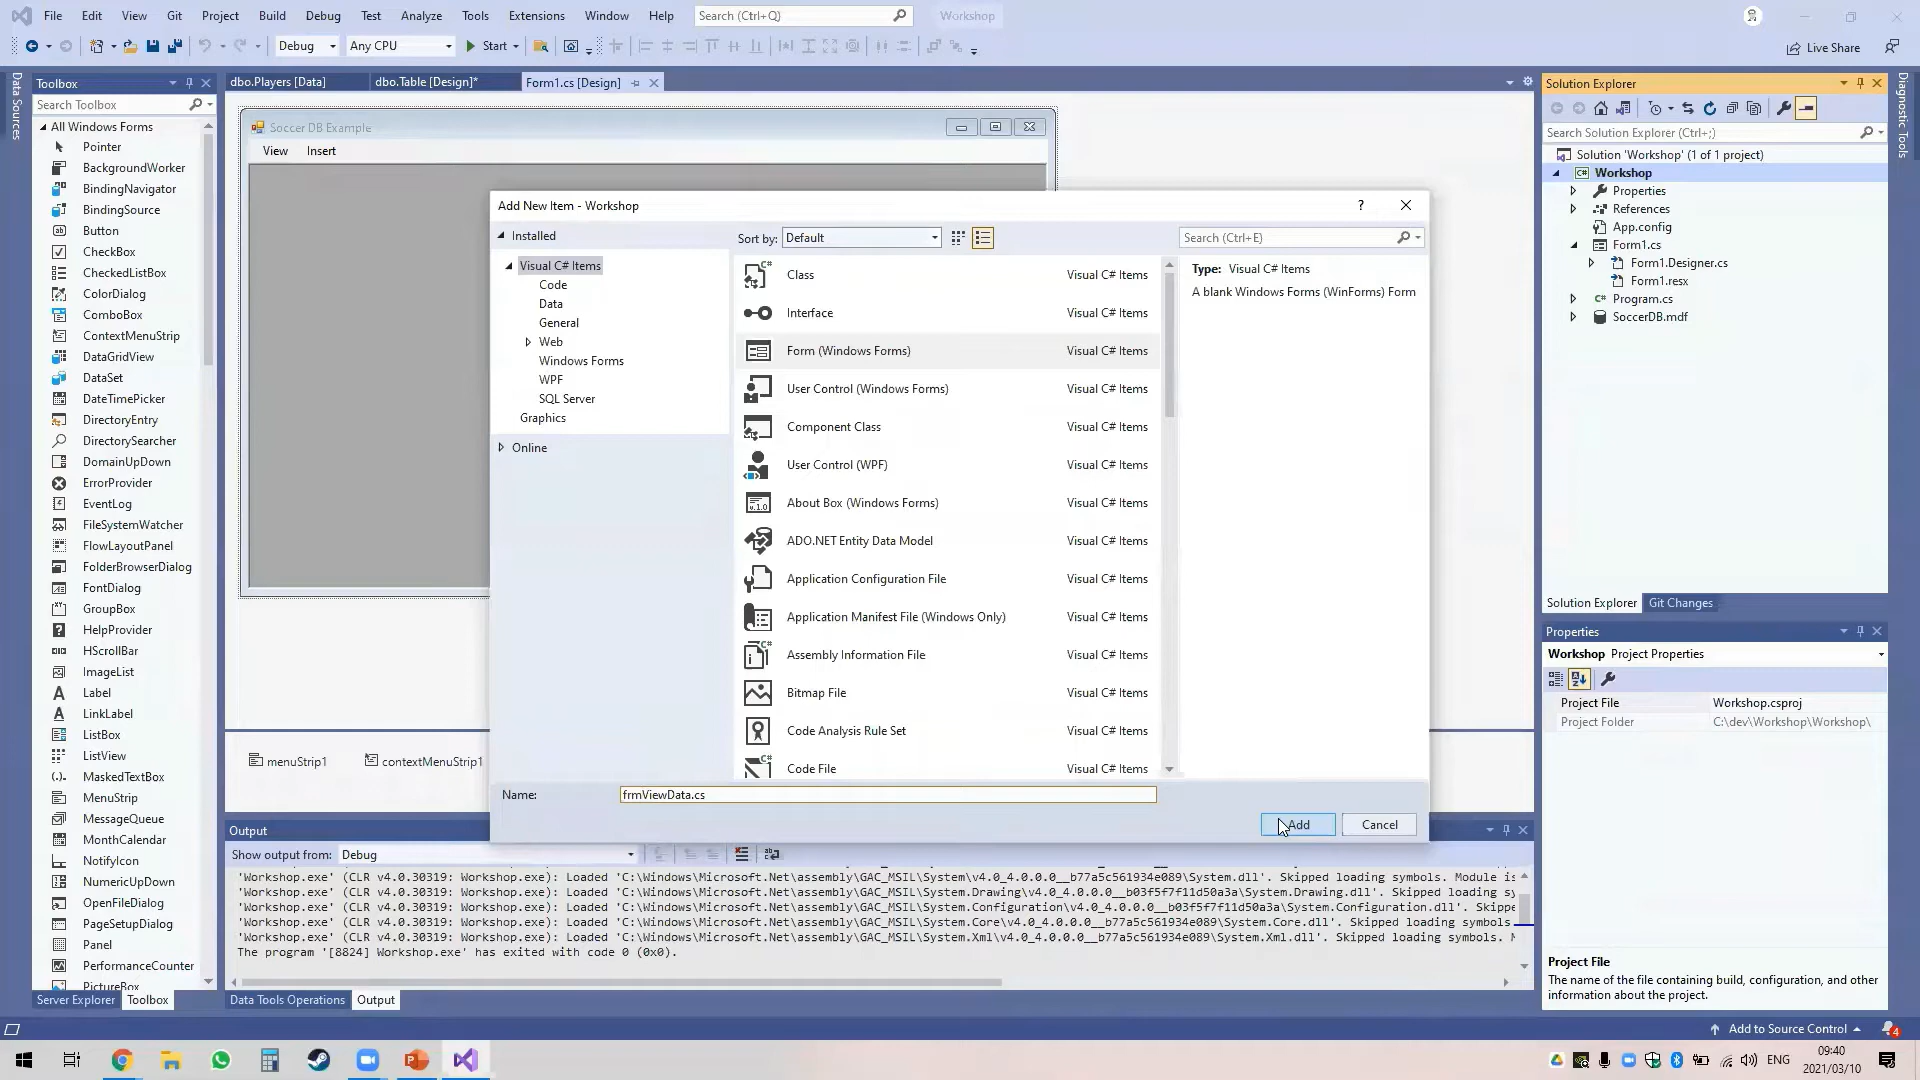 File Edit View Git Project Build Debug Test Analyze Tools Extensions Window Help Search (Ctrl+Q) Workshop
Debug Any CPU Start Live Share
Data Sources
Toolbox
Search Toolbox
All Windows Forms
Pointer
BackgroundWorker
BindingNavigator
BindingSource
Button
CheckBox
CheckedListBox
ColorDialog
ComboBox
ContextMenuStrip
DataGridView
DataSet
DateTimePicker
DirectoryEntry
DirectorySearcher
DomainUpDown
ErrorProvider
EventLog
FileSystemWatcher
FlowLayoutPanel
FolderBrowserDialog
FontDialog
GroupBox
HelpProvider
HScrollBar
ImageList
Label
LinkLabel
ListBox
ListView
MaskedTextBox
MenuStrip
MessageQueue
MonthCalendar
NotifyIcon
NumericUpDown
OpenFileDialog
PageSetupDialog
Panel
PerformanceCounter
PictureBox
Server Explorer Toolbox
dbo.Players [Data] dbo.Table [Design]* Form1.cs [Design]
Soccer DB Example
View Insert
menuStrip1 contextMenuStrip1
Add New Item - Workshop
Installed
Visual C# Items
Code
Data
General
Web
Windows Forms
WPF
SQL Server
Graphics
Online
Sort by: Default
Search (Ctrl+E)
Class Visual C# Items
Interface Visual C# Items
Form (Windows Forms) Visual C# Items
User Control (Windows Forms) Visual C# Items
Component Class Visual C# Items
User Control (WPF) Visual C# Items
About Box (Windows Forms) Visual C# Items
ADO.NET Entity Data Model Visual C# Items
Application Configuration File Visual C# Items
Application Manifest File (Windows Only) Visual C# Items
Assembly Information File Visual C# Items
Bitmap File Visual C# Items
Code Analysis Rule Set Visual C# Items
Code File Visual C# Items
Type: Visual C# Items
A blank Windows Forms (WinForms) Form
Name: frmViewData.cs
Add Cancel
Output
Show output from: Debug
'Workshop.exe' (CLR v4.0.30319: Workshop.exe): Loaded 'C:\Windows\Microsoft.Net\assembly\GAC_MSIL\System\v4.0_4.0.0.0__b77a5c561934e089\System.dll'. Skipped loading symbols. Module is
'Workshop.exe' (CLR v4.0.30319: Workshop.exe): Loaded 'C:\Windows\Microsoft.Net\assembly\GAC_MSIL\System.Drawing\v4.0_4.0.0.0__b03f5f7f11d50a3a\System.Drawing.dll'. Skipped loading sy
'Workshop.exe' (CLR v4.0.30319: Workshop.exe): Loaded 'C:\Windows\Microsoft.Net\assembly\GAC_MSIL\System.Configuration\v4.0_4.0.0.0__b03f5f7f11d50a3a\System.Configuration.dll'. Skippe
'Workshop.exe' (CLR v4.0.30319: Workshop.exe): Loaded 'C:\Windows\Microsoft.Net\assembly\GAC_MSIL\System.Core\v4.0_4.0.0.0__b77a5c561934e089\System.Core.dll'. Skipped loading symbols.
'Workshop.exe' (CLR v4.0.30319: Workshop.exe): Loaded 'C:\Windows\Microsoft.Net\assembly\GAC_MSIL\System.Xml\v4.0_4.0.0.0__b77a5c561934e089\System.Xml.dll'. Skipped loading symbols.
The program '[8824] Workshop.exe' has exited with code 0 (0x0).
Data Tools Operations Output
Solution Explorer
Search Solution Explorer (Ctrl+;)
Solution 'Workshop' (1 of 1 project)
Workshop
Properties
References
App.config
Form1.cs
Form1.Designer.cs
Form1.resx
Program.cs
SoccerDB.mdf
Solution Explorer Git Changes
Properties
Workshop Project Properties
Project File Workshop.csproj
Project Folder C:\dev\Workshop\Workshop\
Project File
The name of the file containing build, configuration, and other
information about the project.
Diagnostic Tools
Add to Source Control 4
ENG 09:40
2021/03/10